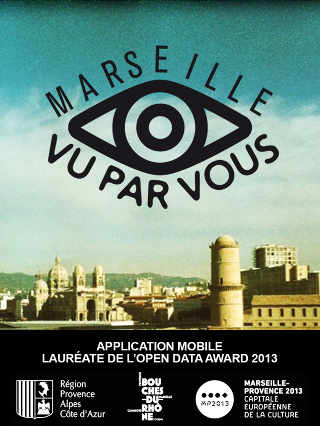 MARSEILLE
VU PAR VOUS
APPLICATION MOBILE
LAURÉATE DE L'OPEN DATA AWARD 2013
Région
Provence
Alpes
Côte d'Azur
BOUCHES
-DU-
RHÔNE
MP2013
MARSEILLE-
PROVENCE 2013
CAPITALE
EUROPÉENNE
DE LA CULTURE